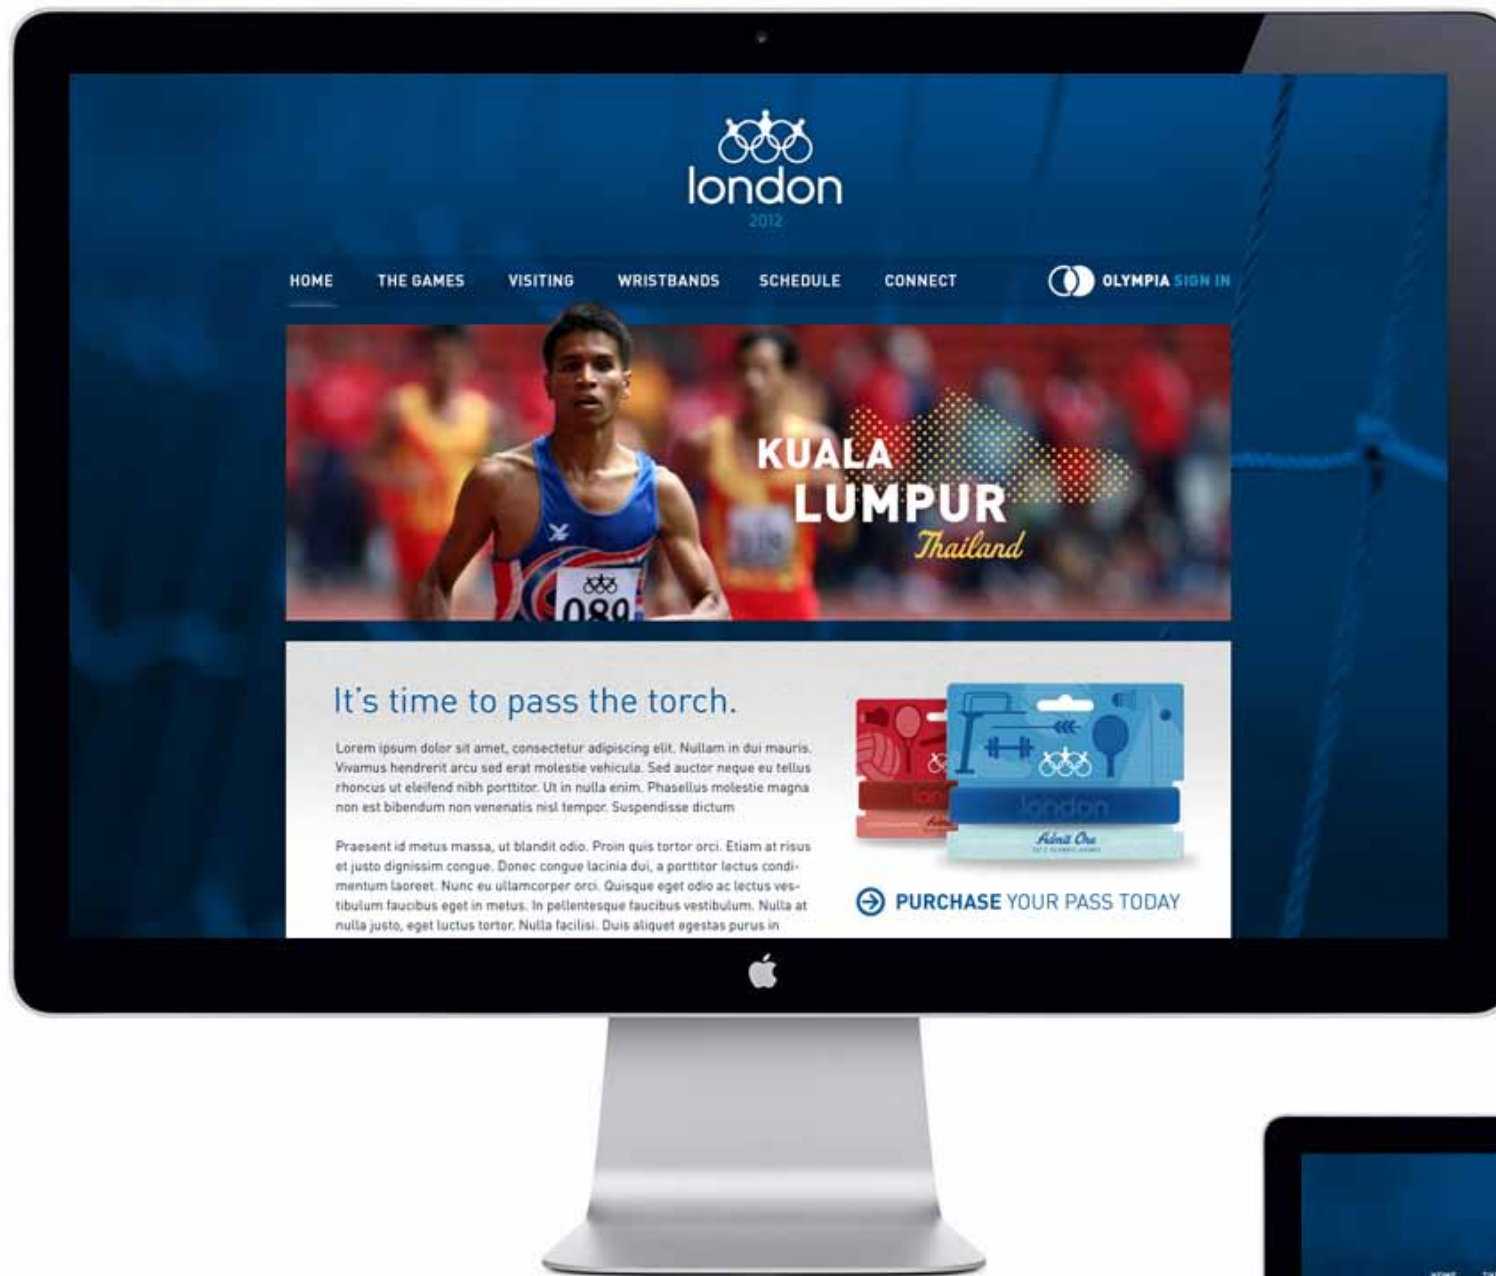 london
2012
HOME THE GAMES VISITING WRISTBANDS SCHEDULE CONNECT OLYMPIA SIGN IN
KUALA
LUMPUR
Thailand
089
It's time to pass the torch.
Lorem ipsum dolor sit amet, consectetur adipiscing elit. Nullam in dui mauris.
Vivamus hendrerit arcu sed erat molestie vehicula. Sed auctor neque eu tellus
rhoncus ut eleifend nibh porttitor. Ut in nulla enim. Phasellus molestie magna
non est bibendum non venenatis nisl tempor. Suspendisse dictum
Praesent id metus massa, ut blandit odio. Proin quis tortor orci. Etiam at risus
et justo dignissim congue. Donec congue lacinia dui, a porttitor lectus condi-
mentum laoreet. Nunc eu ullamcorper orci. Quisque eget odio ac lectus ves-
tibulum faucibus eget in metus. In pellentesque faucibus vestibulum. Nulla at
nulla justo, eget luctus tortor. Nulla facilisi. Duis aliquet egestas purus in
london
Admit One
PURCHASE YOUR PASS TODAY
HOME